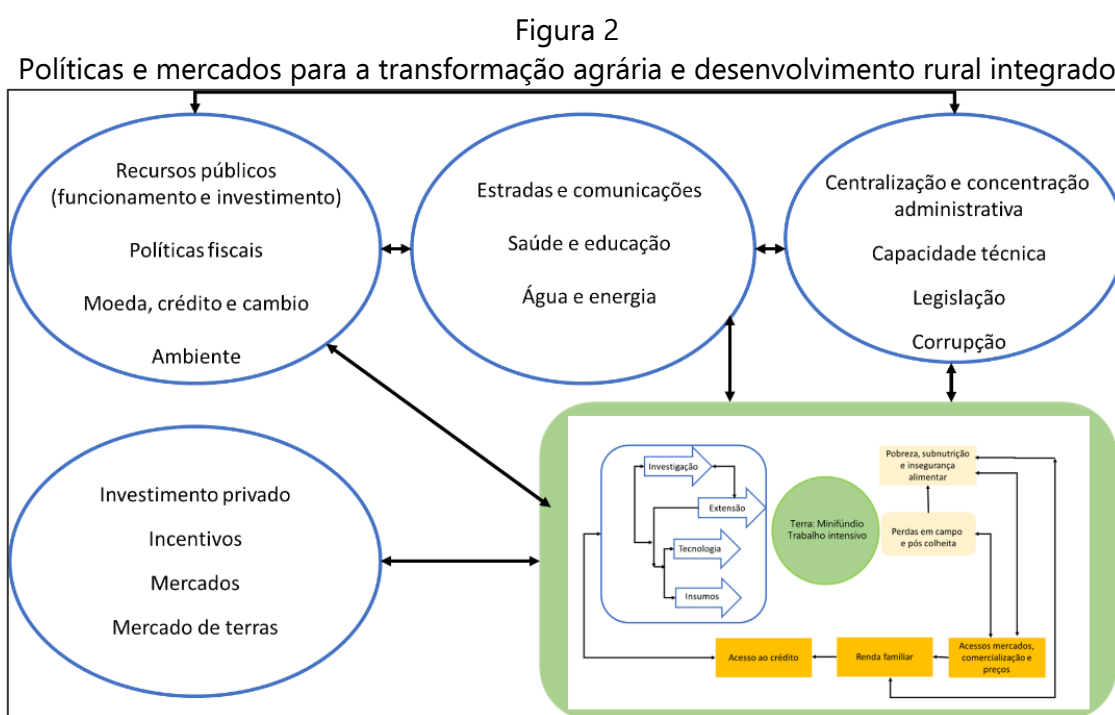 Figura 2
Políticas e mercados para a transformação agrária e desenvolvimento rural integrado
Recursos públicos
(funcionamento e investimento)
Políticas fiscais
Moeda, crédito e cambio
Ambiente
Estradas e comunicações
Saúde e educação
Água e energia
Centralização e concentração
administrativa
Capacidade técnica
Legislação
Corrupção
Investimento privado
Incentivos
Mercados
Mercado de terras
Investigação
Extensão
Tecnologia
Insumos
Terra: Minifúndio
Trabalho intensivo
Pobreza, subnutrição
e insegurança
alimentar
Perdas em campo
e pós colheita
Acesso ao crédito
Renda familiar
Acessos mercados,
comercialização e
preços